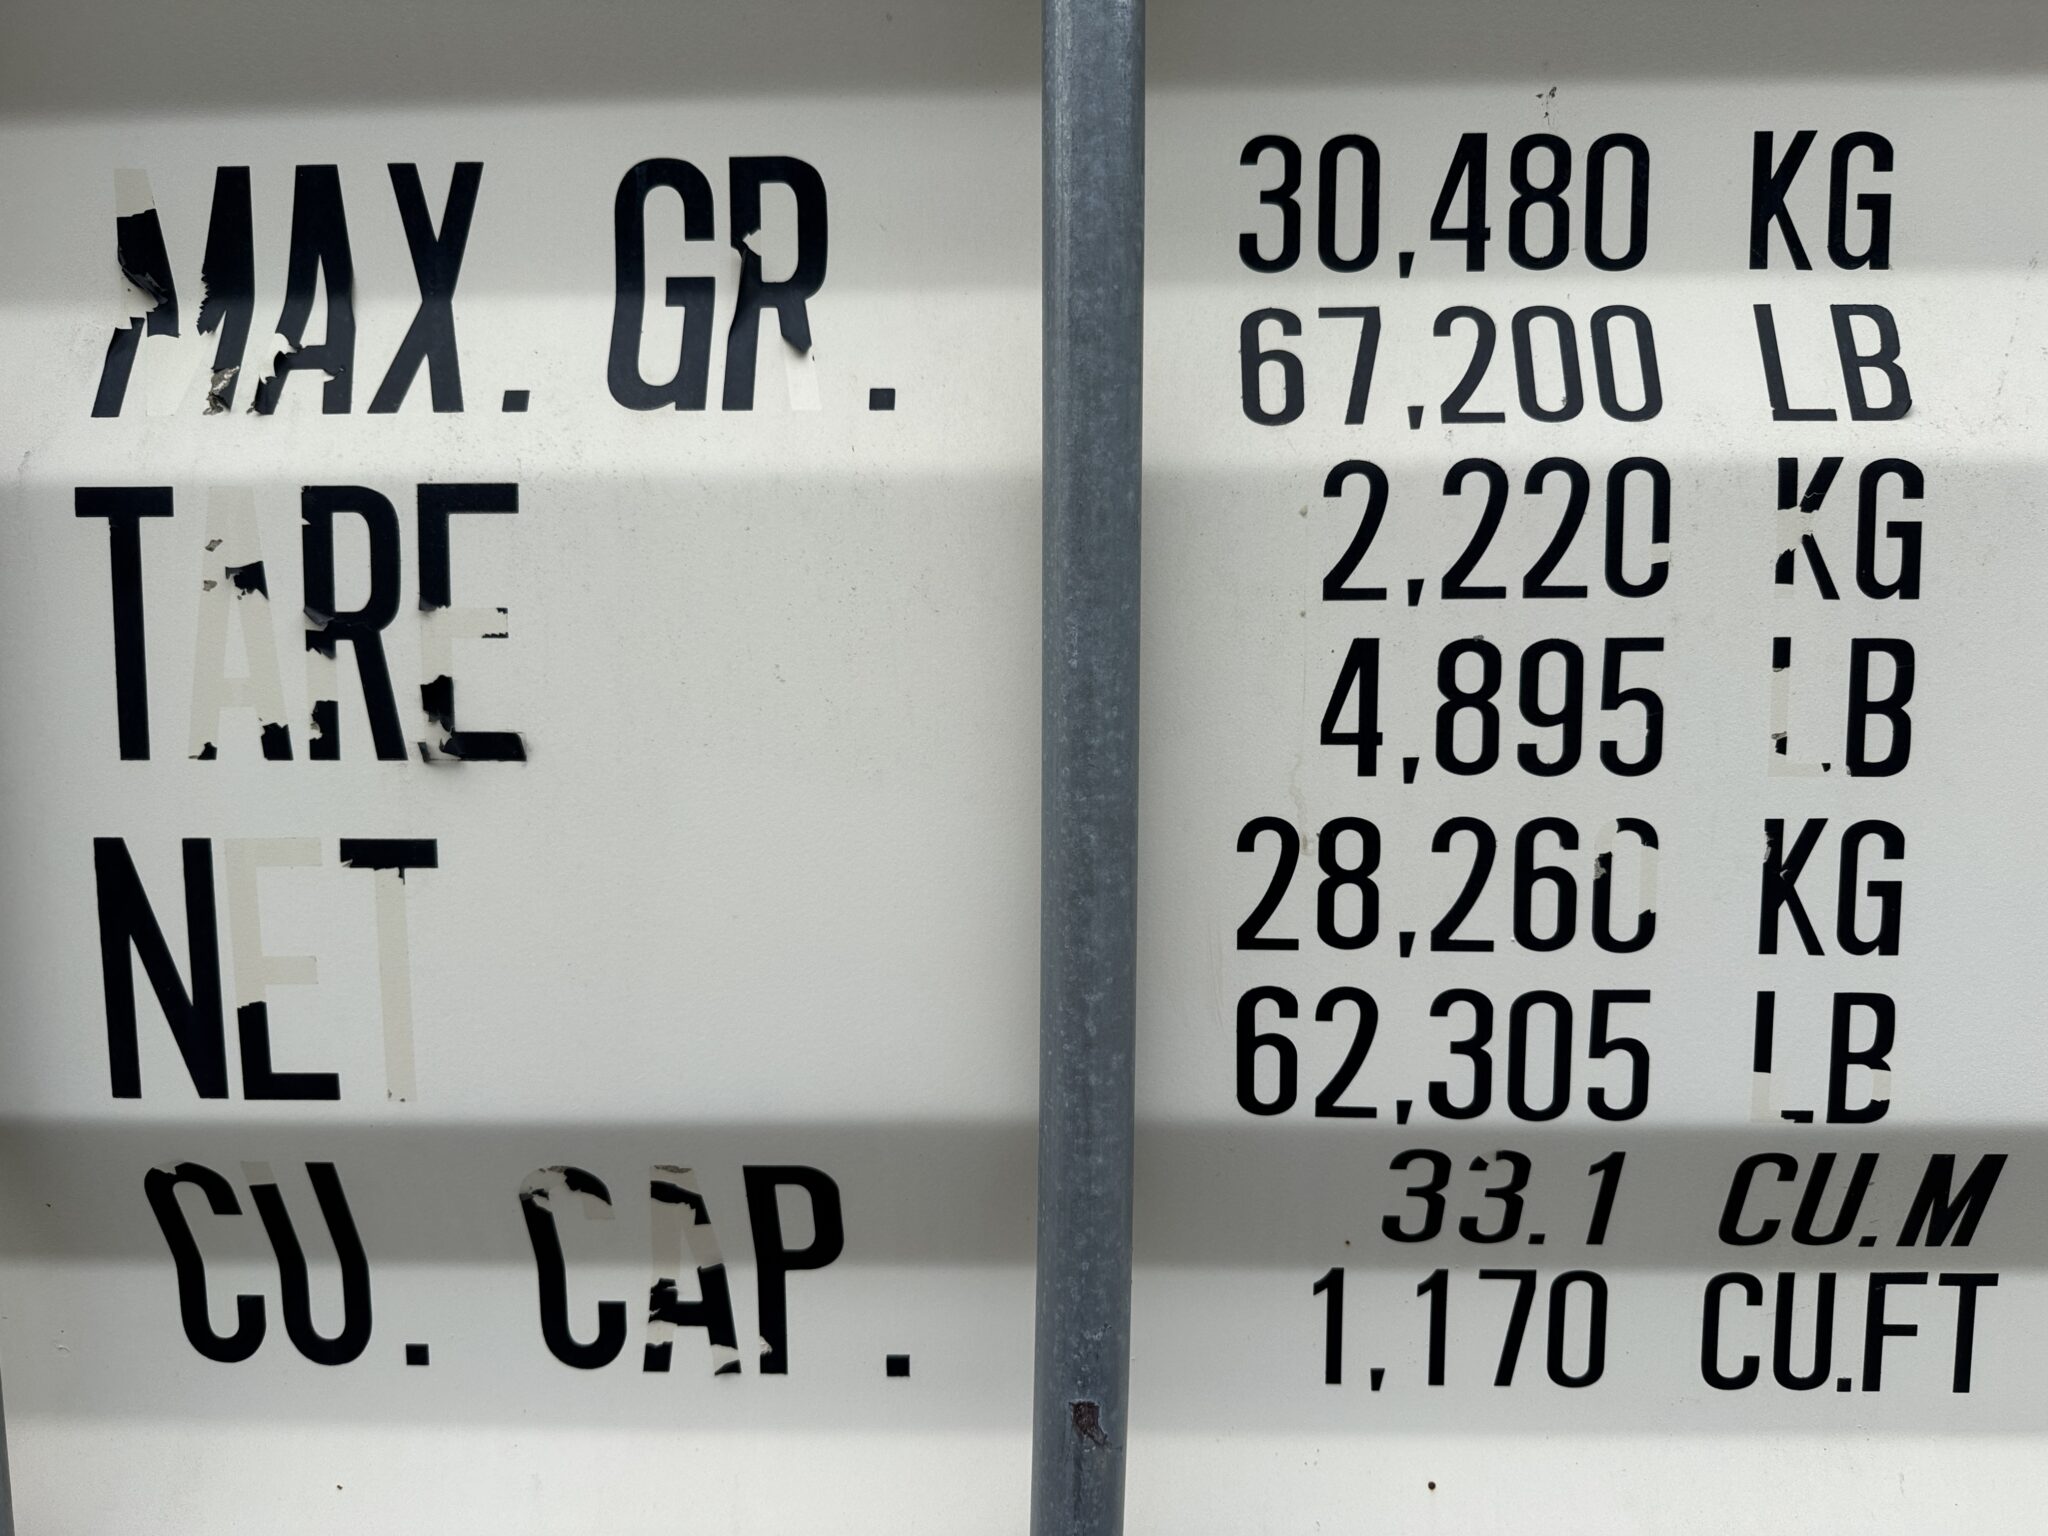 MAX. GR. 30,480 KG
67,200 LB
TARE 2,220 KG
4,895 LB
NET 28,260 KG
62,305 LB
CU. CAP. 33.1 CU.M
1,170 CU.FT